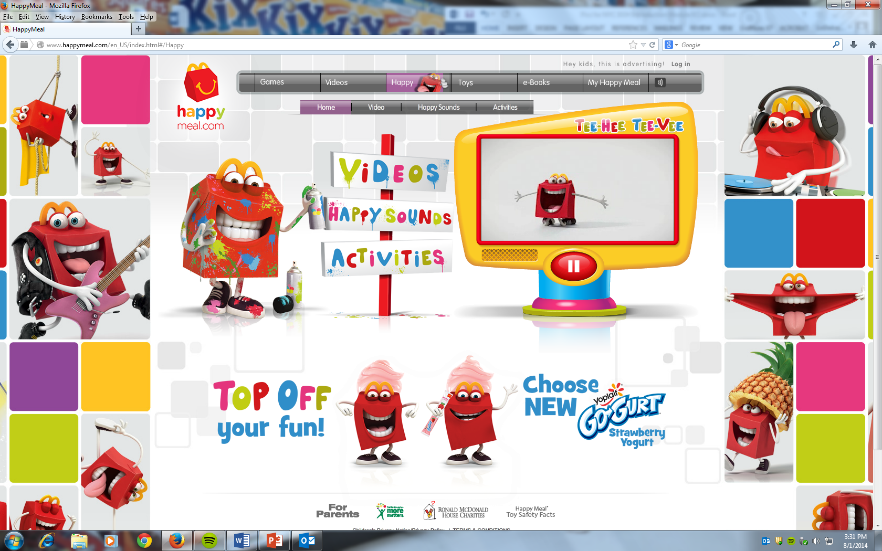 HappyMeal - Mozilla Firefox
File Edit View History Bookmarks Tools Help
HappyMeal
www.happymeal.com/en_US/index.html#/Happy
Google
Hey kids, this is advertising! Log in
Games Videos Happy Toys e-Books My Happy Meal
happy
meal.com
Home Video Happy Sounds Activities
TEE-HEE TEE-VEE
ViDEOS
HAPPY SOUNDS
ACTIVITIES
TOP OFF
your fun!
Choose
NEW
Yoplait
GO-GURT
Strawberry
Yogurt
For
Parents
more
matters
RONALD McDONALD
HOUSE CHARITIES
Happy Meal
Toy Safety Facts
3:31 PM
8/1/2014